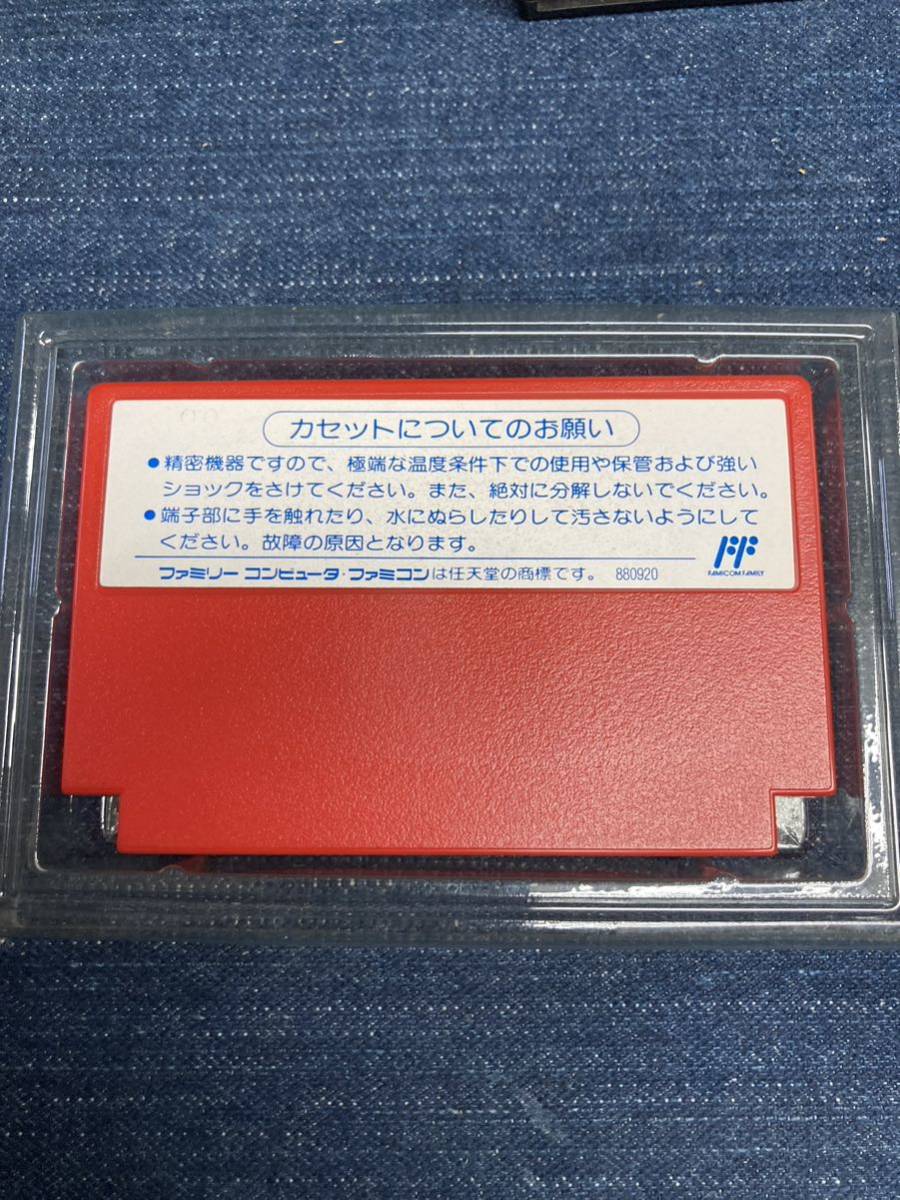 カセットについてのお願い
●精密機器ですので、極端な温度条件下での使用や保管および強い
ショックをさけてください。また、絶対に分解しないでください。
●端子部に手を触れたり、水にぬらしたりして汚さないようにして
ください。故障の原因となります。
FAMICOM FAMILY
ファミリーコンピュータ・ファミコンは任天堂の商標です。 880920